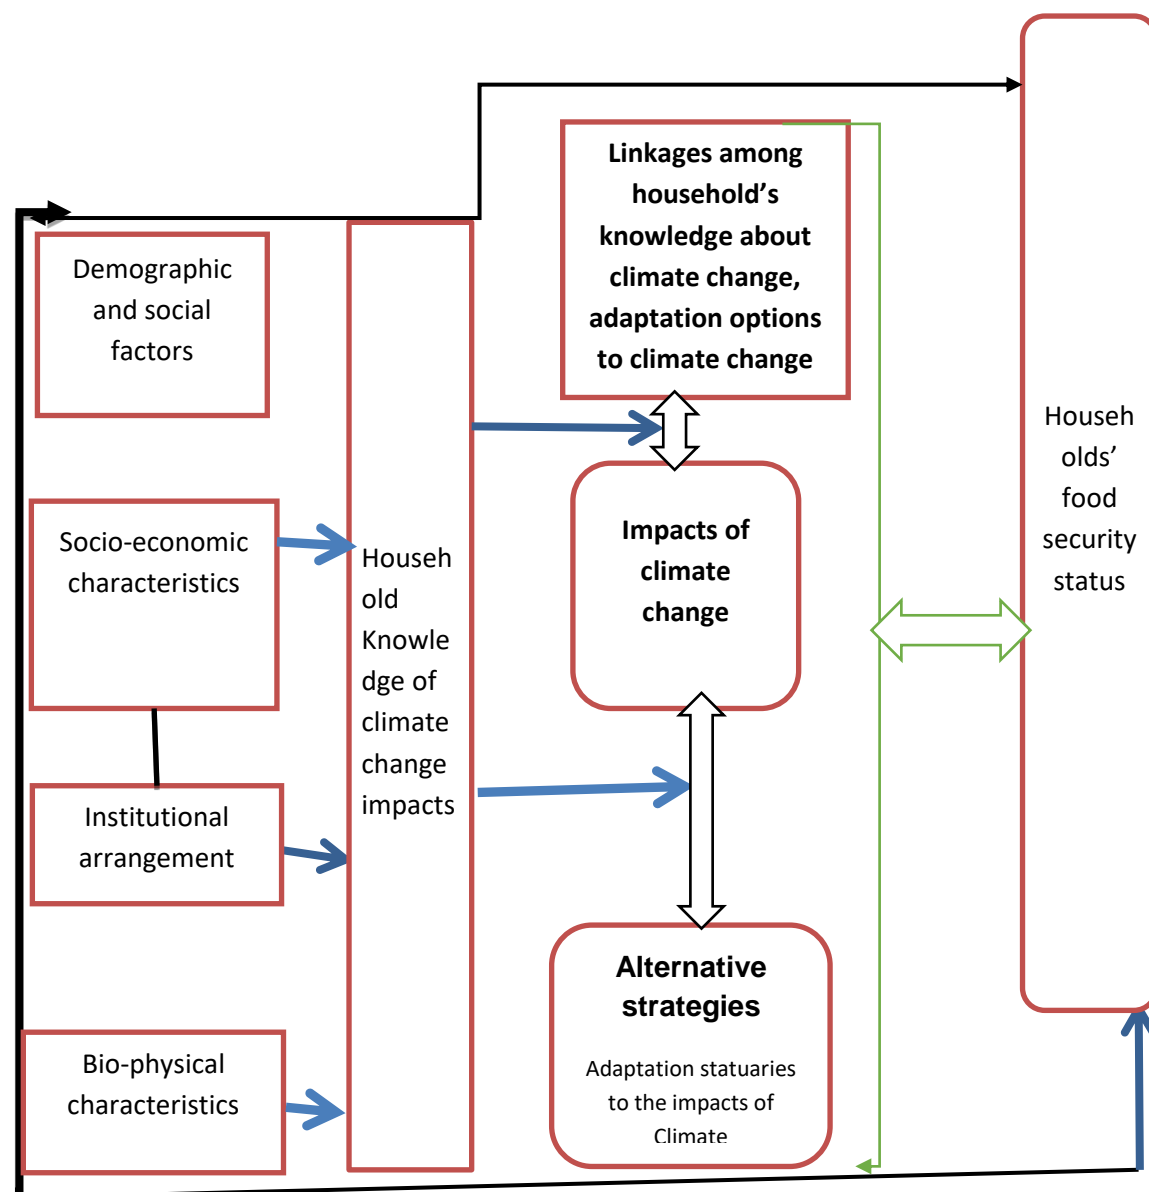 Linkages among
household’s
knowledge about
climate change,
adaptation options
to climate change
Demographic
and social
factors
Socio-economic
characteristics
Institutional
arrangement
Bio-physical
characteristics
Househ
old
Knowle
dge of
climate
change
impacts
Impacts of
climate
change
Alternative
strategies
Adaptation statuaries
to the impacts of
Climate
Househ
olds’
food
security
status